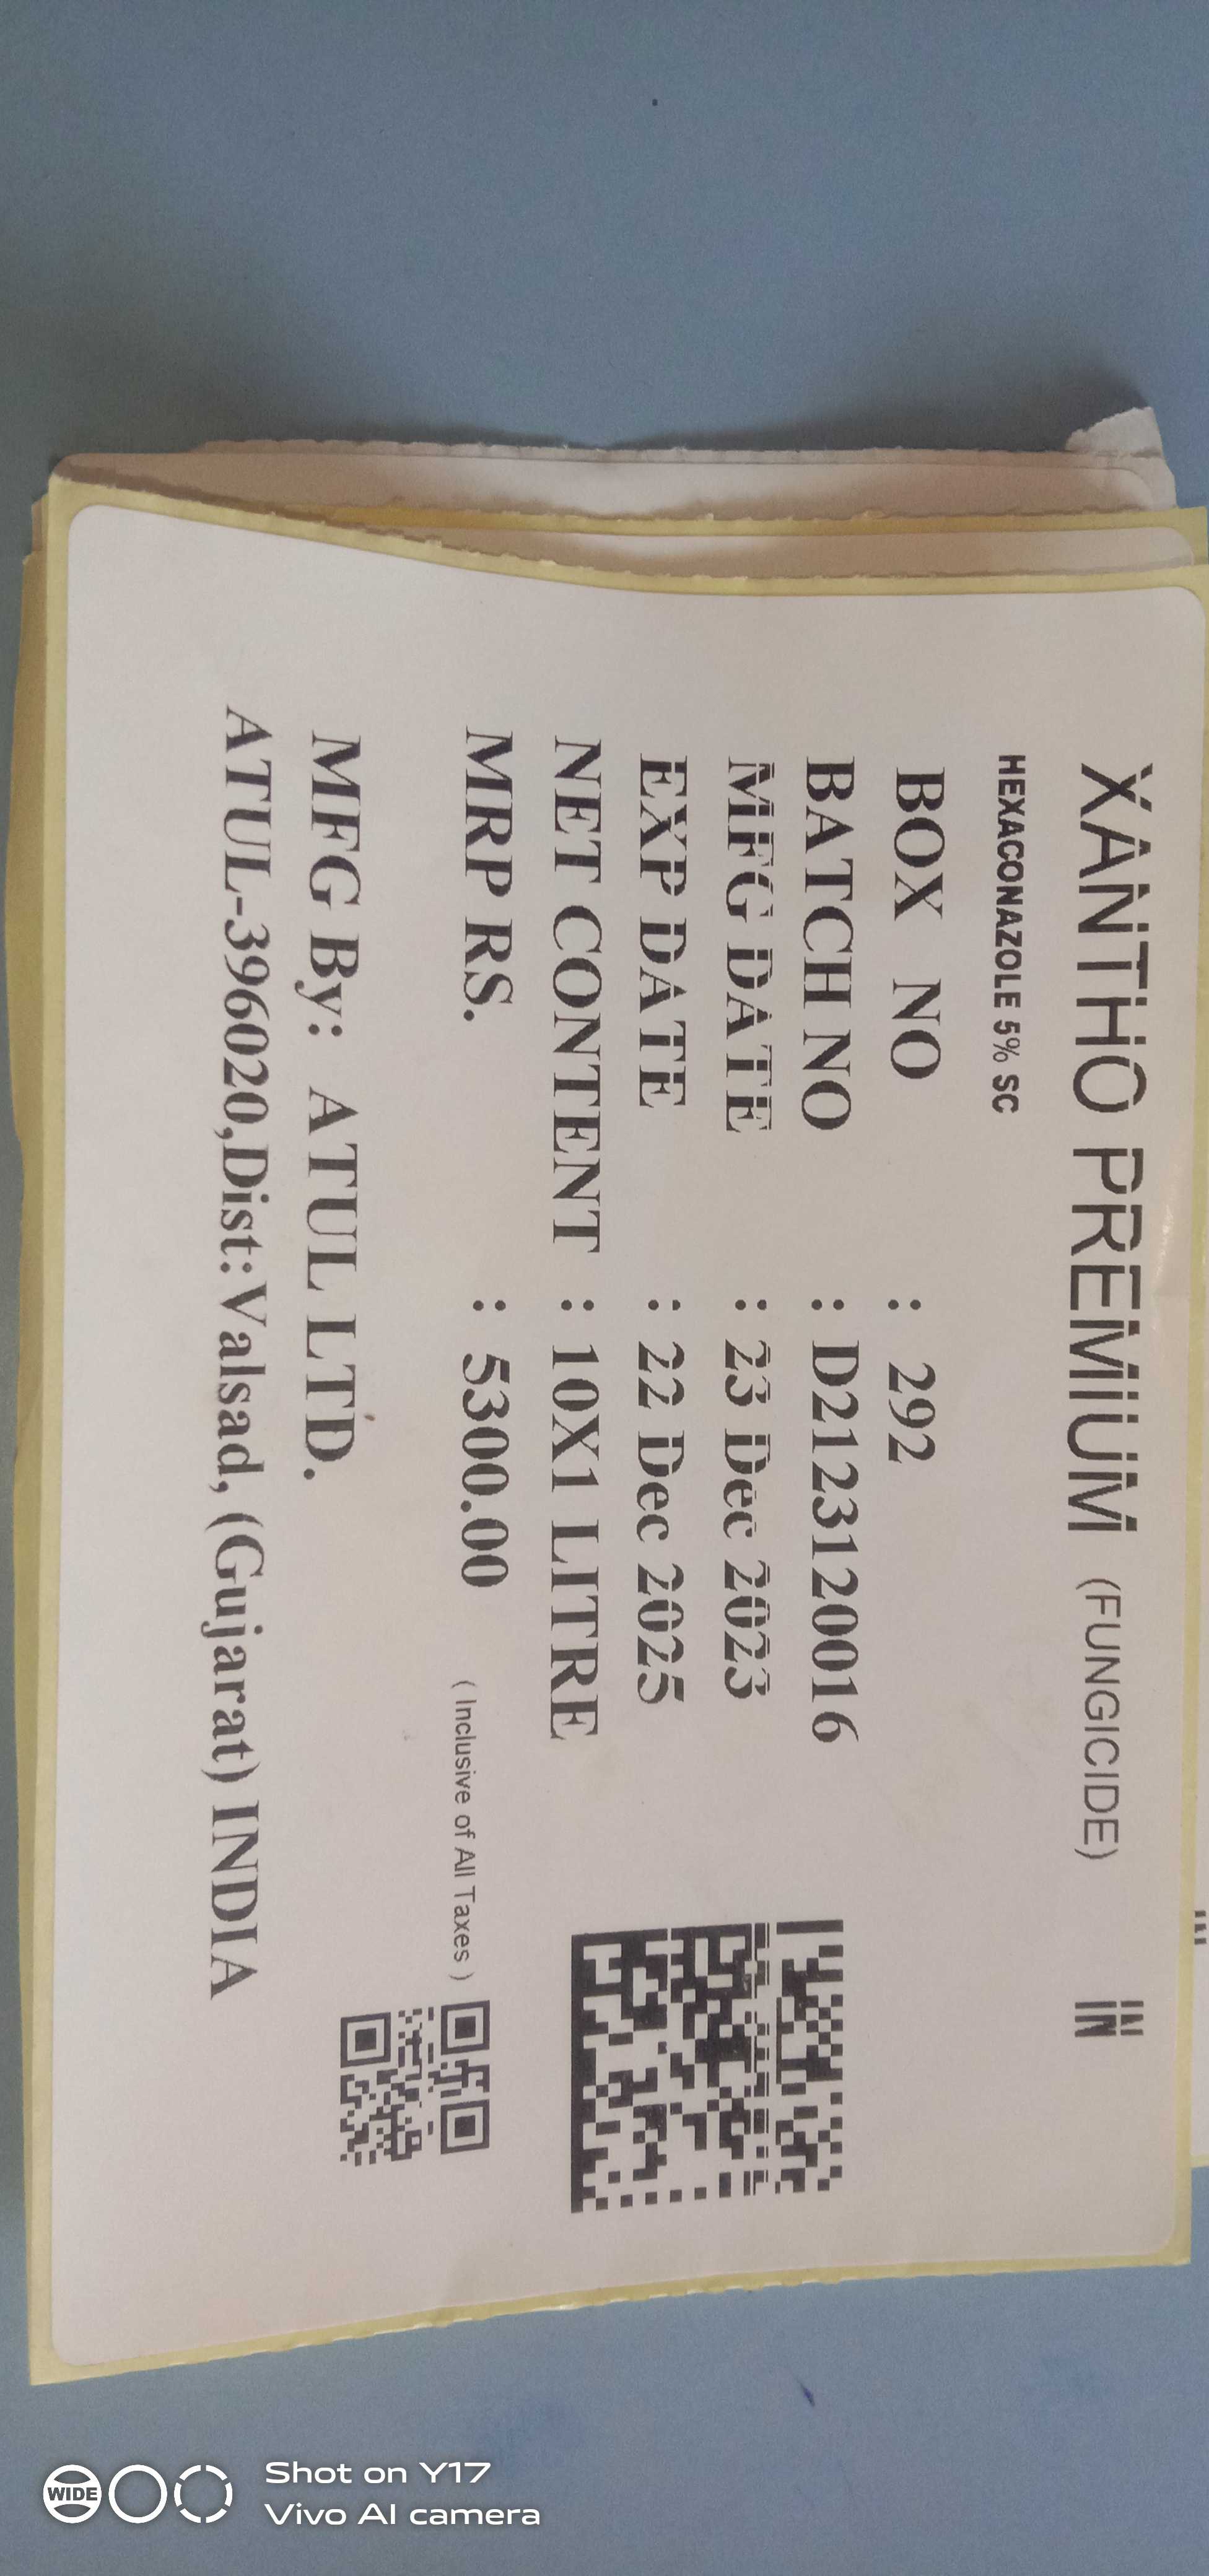 XANTHO PREMIUM (FUNGICIDE) IN
HEXACONAZOLE 5% SC
BOX NO : 292
BATCH NO : D2123120016
MFG DATE : 23 Dec 2023
EXP DATE : 22 Dec 2025
NET CONTENT : 10X1 LITRE
MRP RS. : 5300.00 ( Inclusive of All Taxes )
MFG By: ATUL LTD.
ATUL-396020,Dist:Valsad, (Gujarat) INDIA
IN
WIDE
Shot on Y17
Vivo AI camera